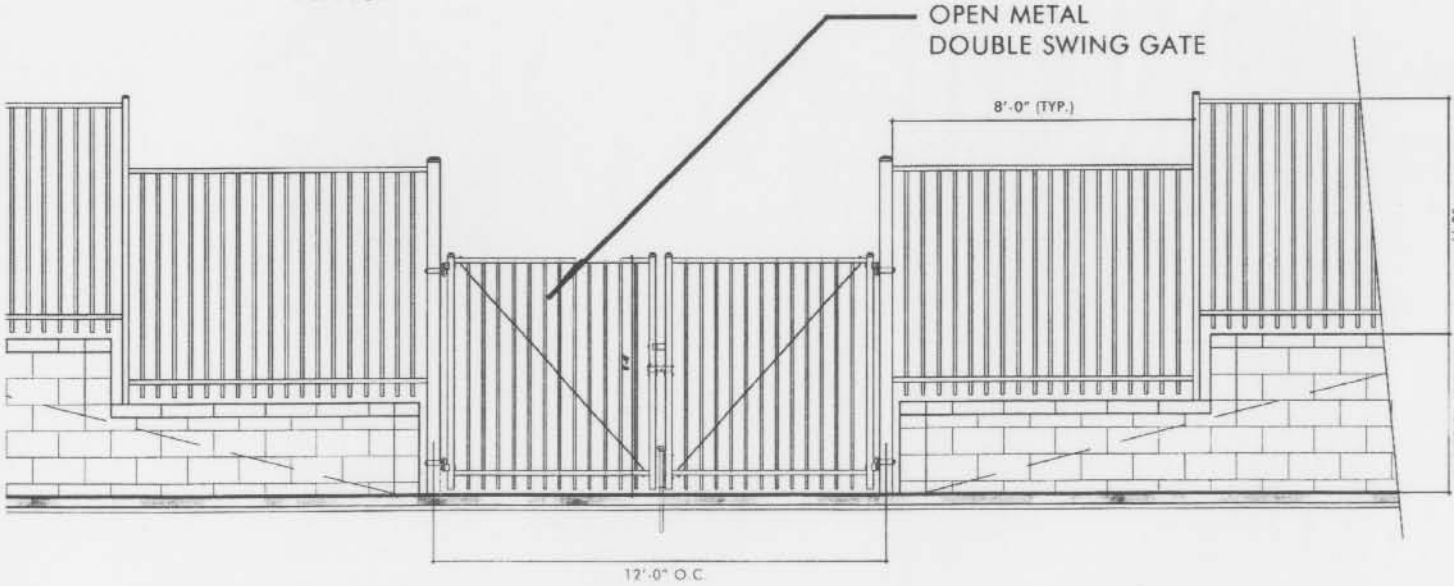 OPEN METAL
DOUBLE SWING GATE
8'-0" (TYP.)
12'-0" O.C.